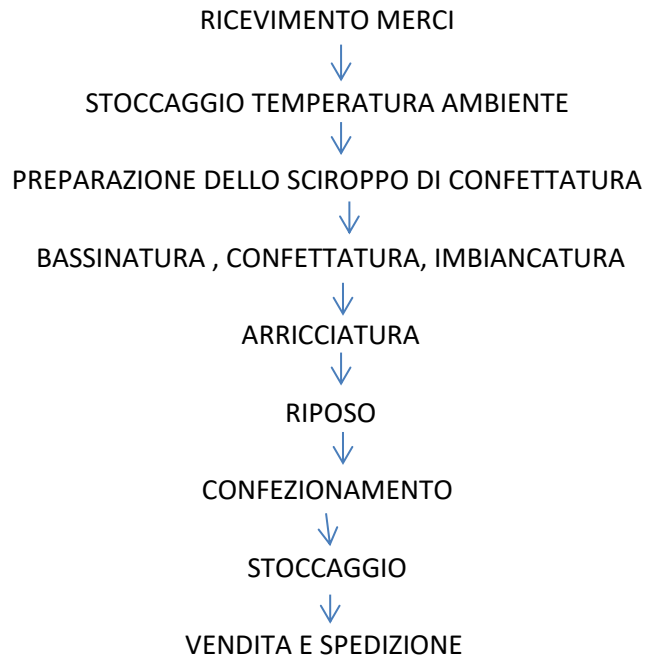 RICEVIMENTO MERCI
STOCCAGGIO TEMPERATURA AMBIENTE
PREPARAZIONE DELLO SCIROPPO DI CONFETTATURA
BASSINATURA , CONFETTATURA, IMBIANCATURA
ARRICCIATURA
RIPOSO
CONFEZIONAMENTO
STOCCAGGIO
VENDITA E SPEDIZIONE